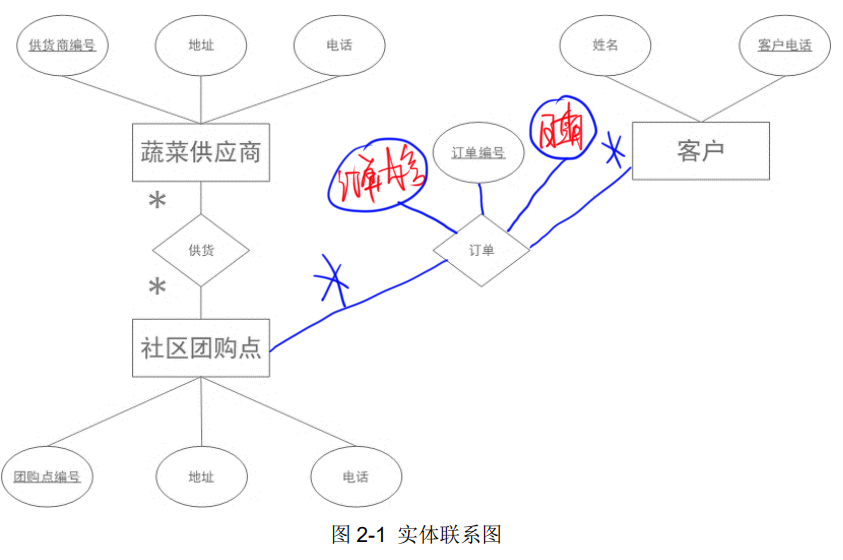 供货商编号 地址 电话 姓名 客户电话
订单编号 日期
蔬菜供应商 客户
*
*
供货 订单
*
*
社区团购点
团购点编号 地址 电话
图 2-1 实体联系图